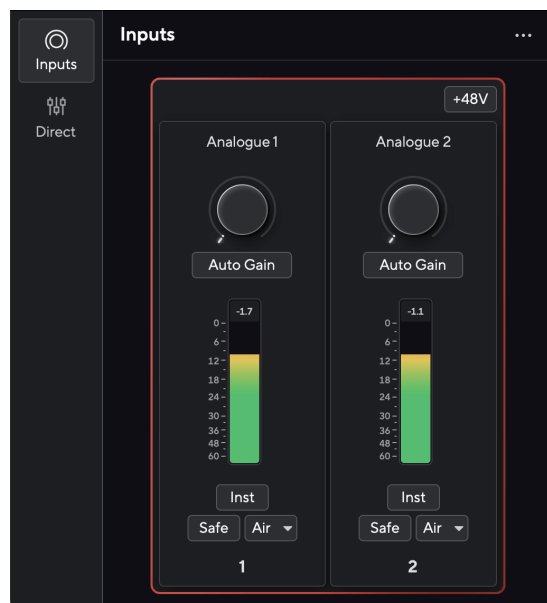 Inputs
Direct
Inputs
...
+48V
Analogue 1
Auto Gain
-1.7
0
6
12
18
24
30
36
48
60
Inst
Safe Air
1
Analogue 2
Auto Gain
-1.1
0
6
12
18
24
30
36
48
60
Inst
Safe Air
2